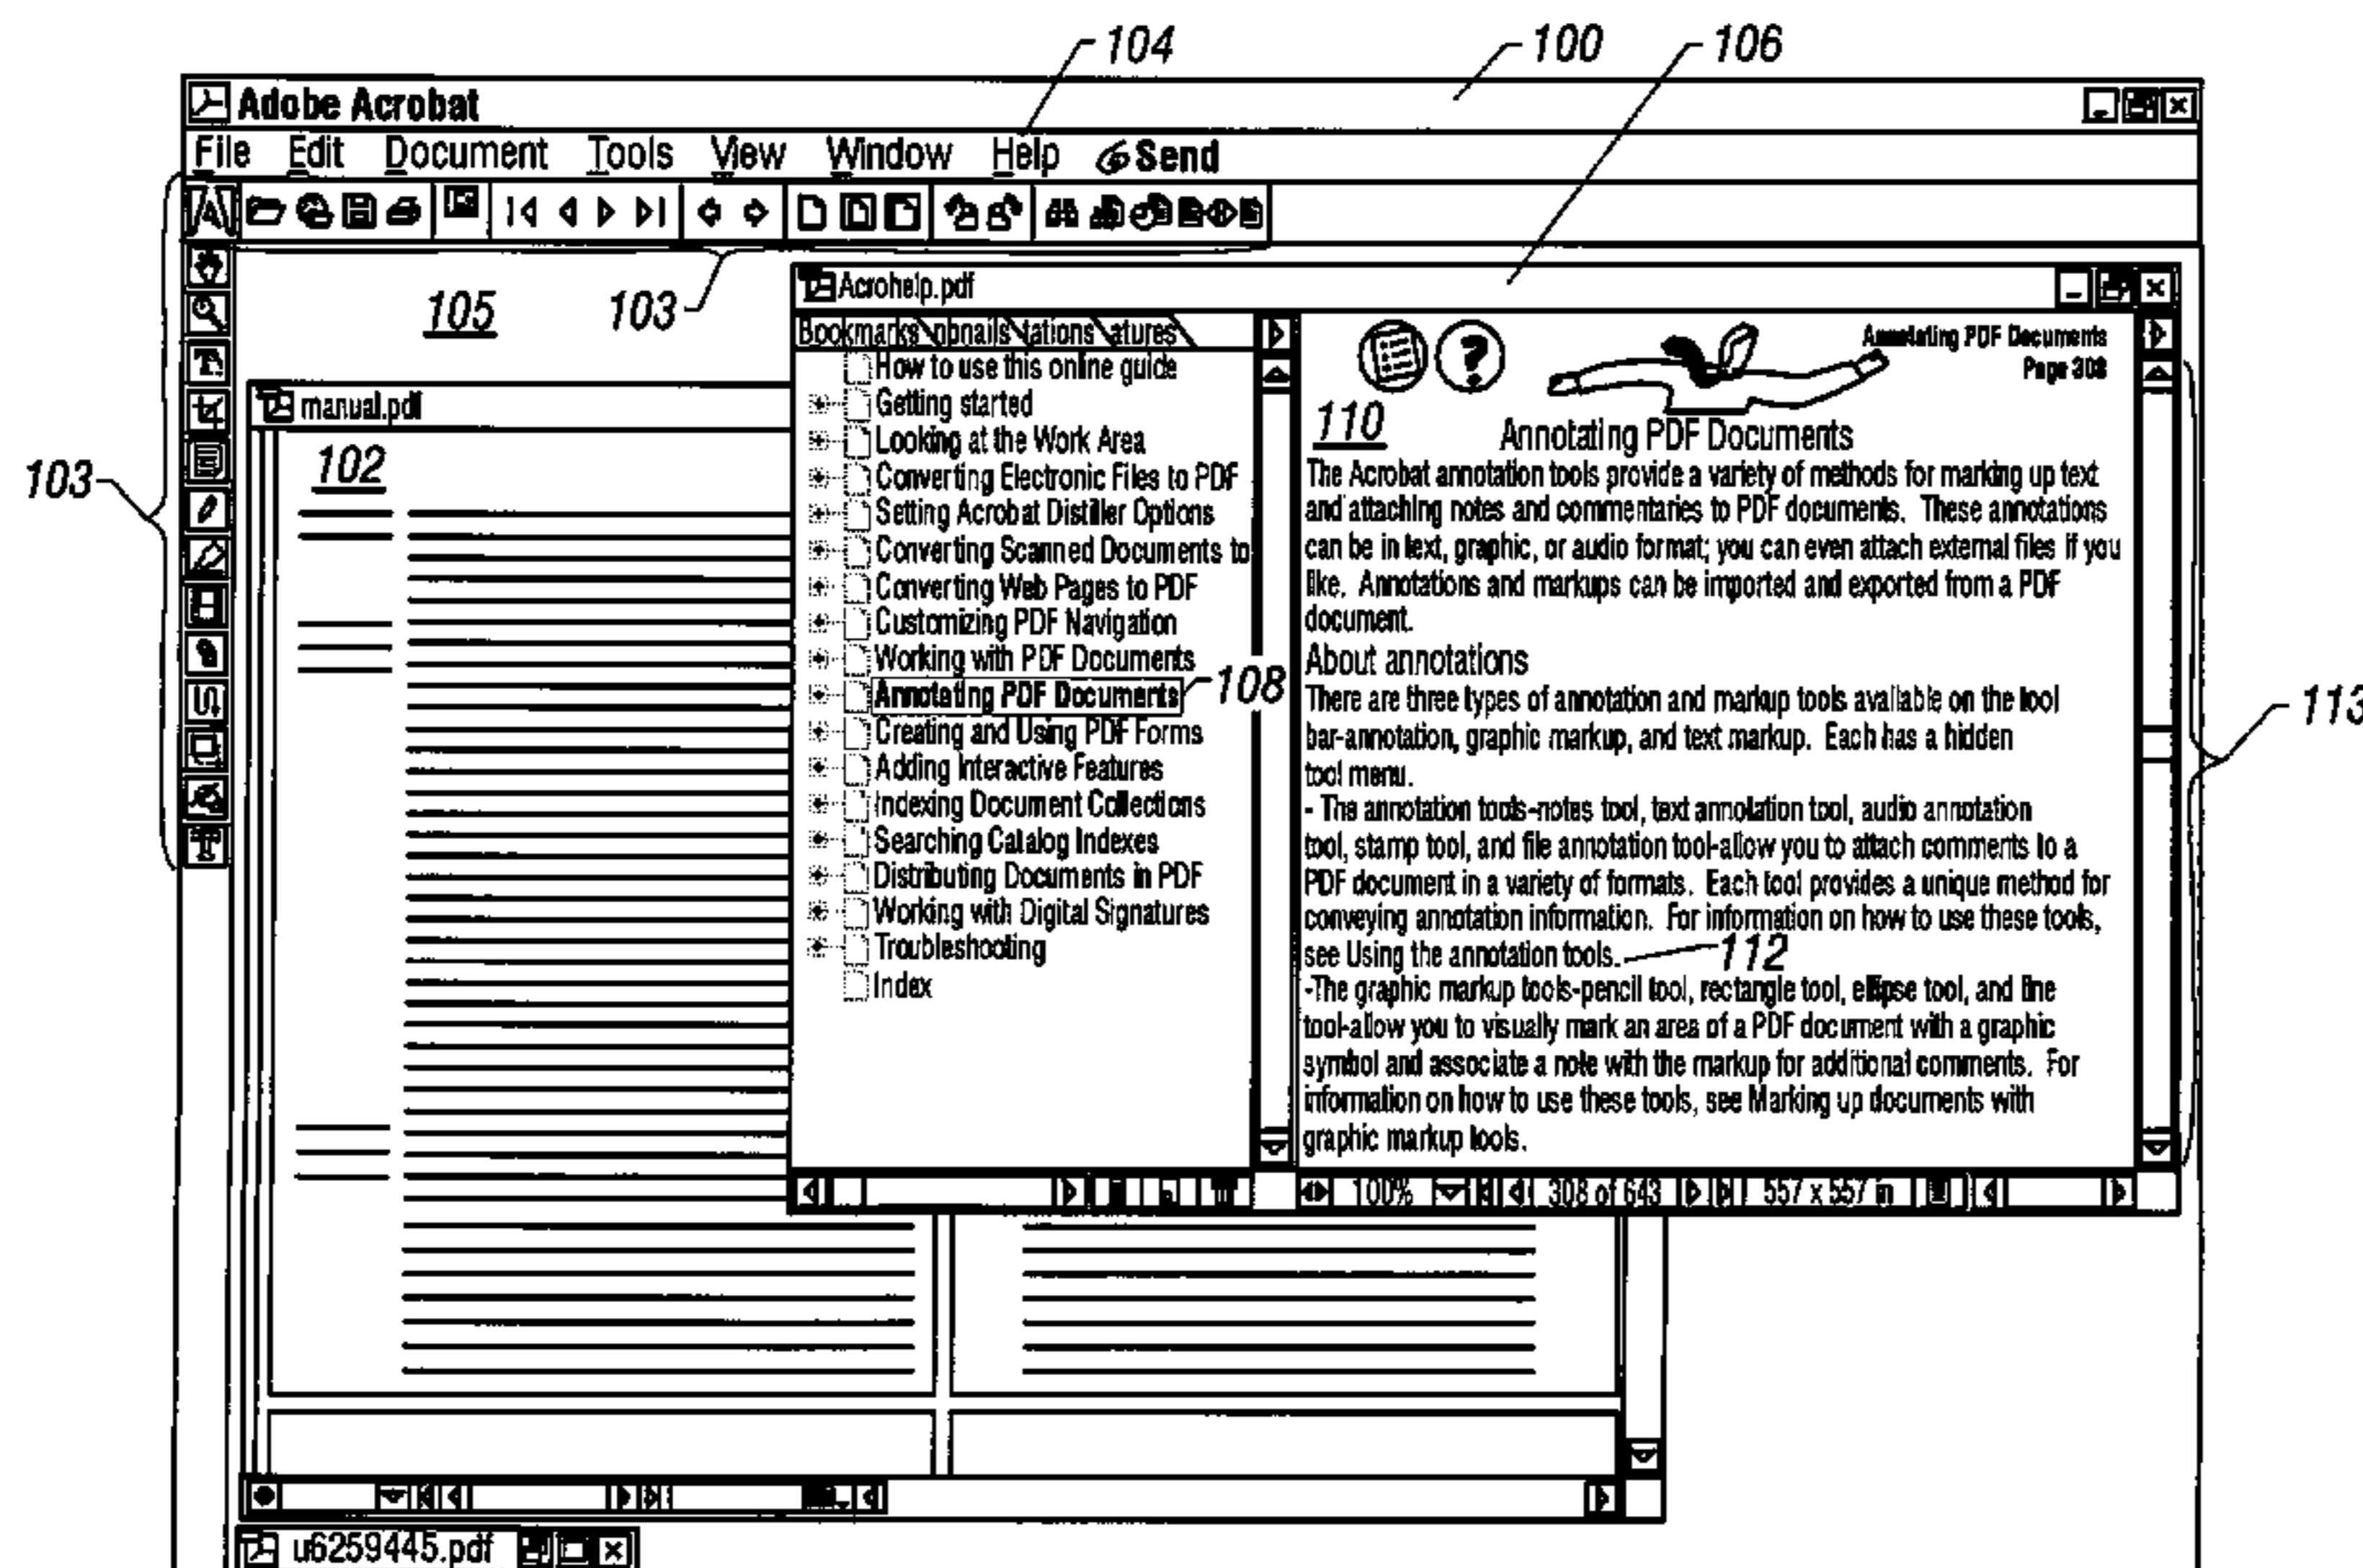 104
100
106
Adobe Acrobat
File Edit Document Tools View Window Help Send
105
103
Acrohelp.pdf
Bookmarks bnails tations atures
How to use this online guide
Getting started
Looking at the Work Area
Converting Electronic Files to PDF
Setting Acrobat Distiller Options
Converting Scanned Documents to
Converting Web Pages to PDF
Customizing PDF Navigation
Working with PDF Documents
Annotating PDF Documents
108
Creating and Using PDF Forms
Adding Interactive Features
Indexing Document Collections
Searching Catalog Indexes
Distributing Documents in PDF
Working with Digital Signatures
Troubleshooting
Index
?
Annotating PDF Documents
Page 308
110
Annotating PDF Documents
The Acrobat annotation tools provide a variety of methods for marking up text
and attaching notes and commentaries to PDF documents. These annotations
can be in text, graphic, or audio format; you can even attach external files if you
like. Annotations and markups can be imported and exported from a PDF
document.
About annotations
There are three types of annotation and markup tools available on the tool
bar-annotation, graphic markup, and text markup. Each has a hidden
tool menu.
- The annotation tools-notes tool, text annotation tool, audio annotation
tool, stamp tool, and file annotation tool-allow you to attach comments to a
PDF document in a variety of formats. Each tool provides a unique method for
conveying annotation information. For information on how to use these tools,
see Using the annotation tools.
112
-The graphic markup tools-pencil tool, rectangle tool, ellipse tool, and line
tool-allow you to visually mark an area of a PDF document with a graphic
symbol and associate a note with the markup for additional comments. For
information on how to use these tools, see Marking up documents with
graphic markup tools.
100% 308 of 643 557 x 557 in
113
manual.pdf
102
103
u6259445.pdf